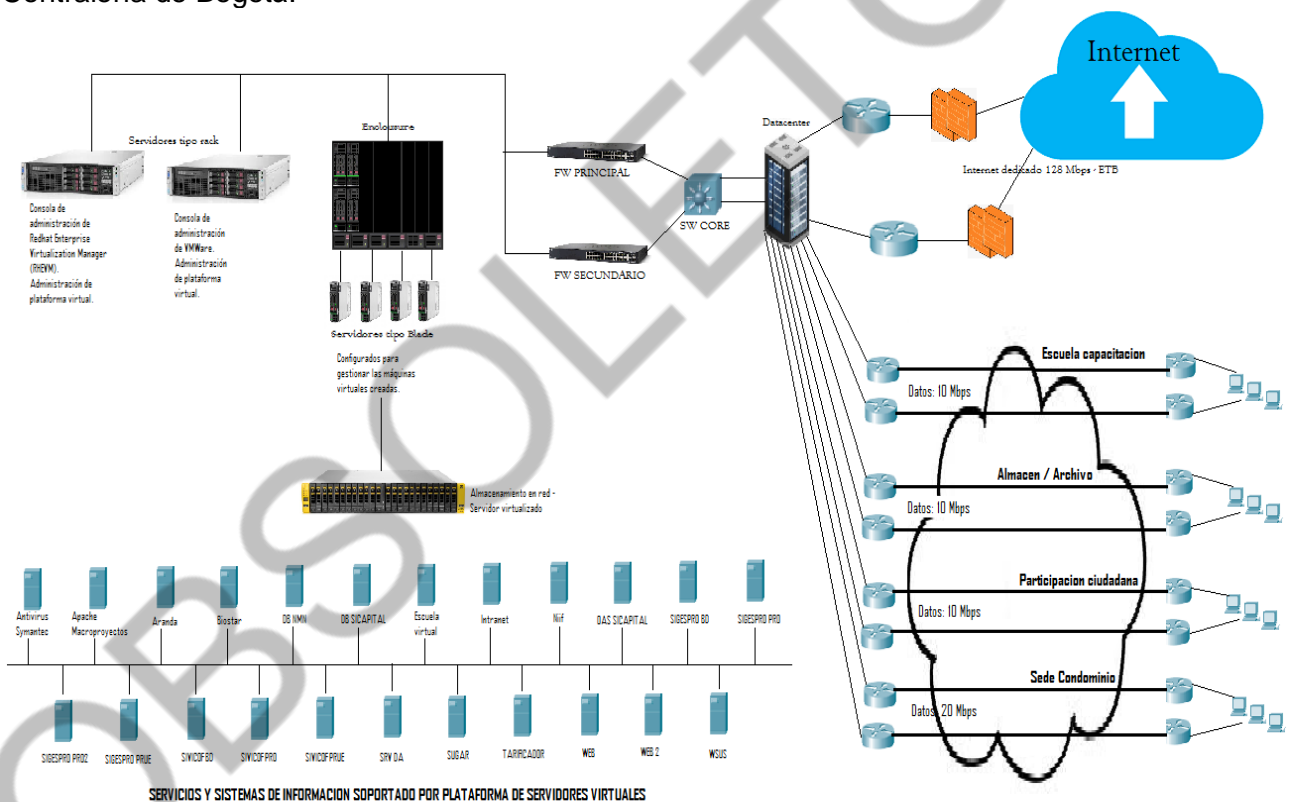 Contraloría de Bogotá.
Internet
Enclousure
Datacenter
Servidores tipo rack
FW PRINCIPAL
Internet dedicado 128 Mbps - ETB
Consola de
administración de
Redhat Enterprise
Virtualization Manager
(RHEVM).
Administración de
plataforma virtual.
Consola de
administración
de VMWare.
Administración
de plataforma
virtual.
SW CORE
FW SECUNDARIO
Servidores tipo Blade
Configurados para
gestionar las máquinas
virtuales creadas.
Escuela capacitacion
Datos: 10 Mbps
Almacen / Archivo
Datos: 10 Mbps
Almacenamiento en red -
Servidor virtualizado
Participacion ciudadana
Datos: 10 Mbps
Sede Condominio
Datos: 20 Mbps
Antivirus
Symantec
Apache
Macroproyectos
Aranda
Biostar
DB NMN
DB SICAPITAL
Escuela
virtual
Intranet
Niif
OAS SICAPITAL
SIGESPRO BD
SIGESPRO PRO
SIGESPRO PRO2
SIGESPRO PRUE
SIVICOF BD
SIVICOF PRO
SIVICOF PRUE
SRV DA
SUGAR
TARIFICADOR
WEB
WEB 2
WSUS
SERVICIOS Y SISTEMAS DE INFORMACION SOPORTADO POR PLATAFORMA DE SERVIDORES VIRTUALES
OBSOLETO